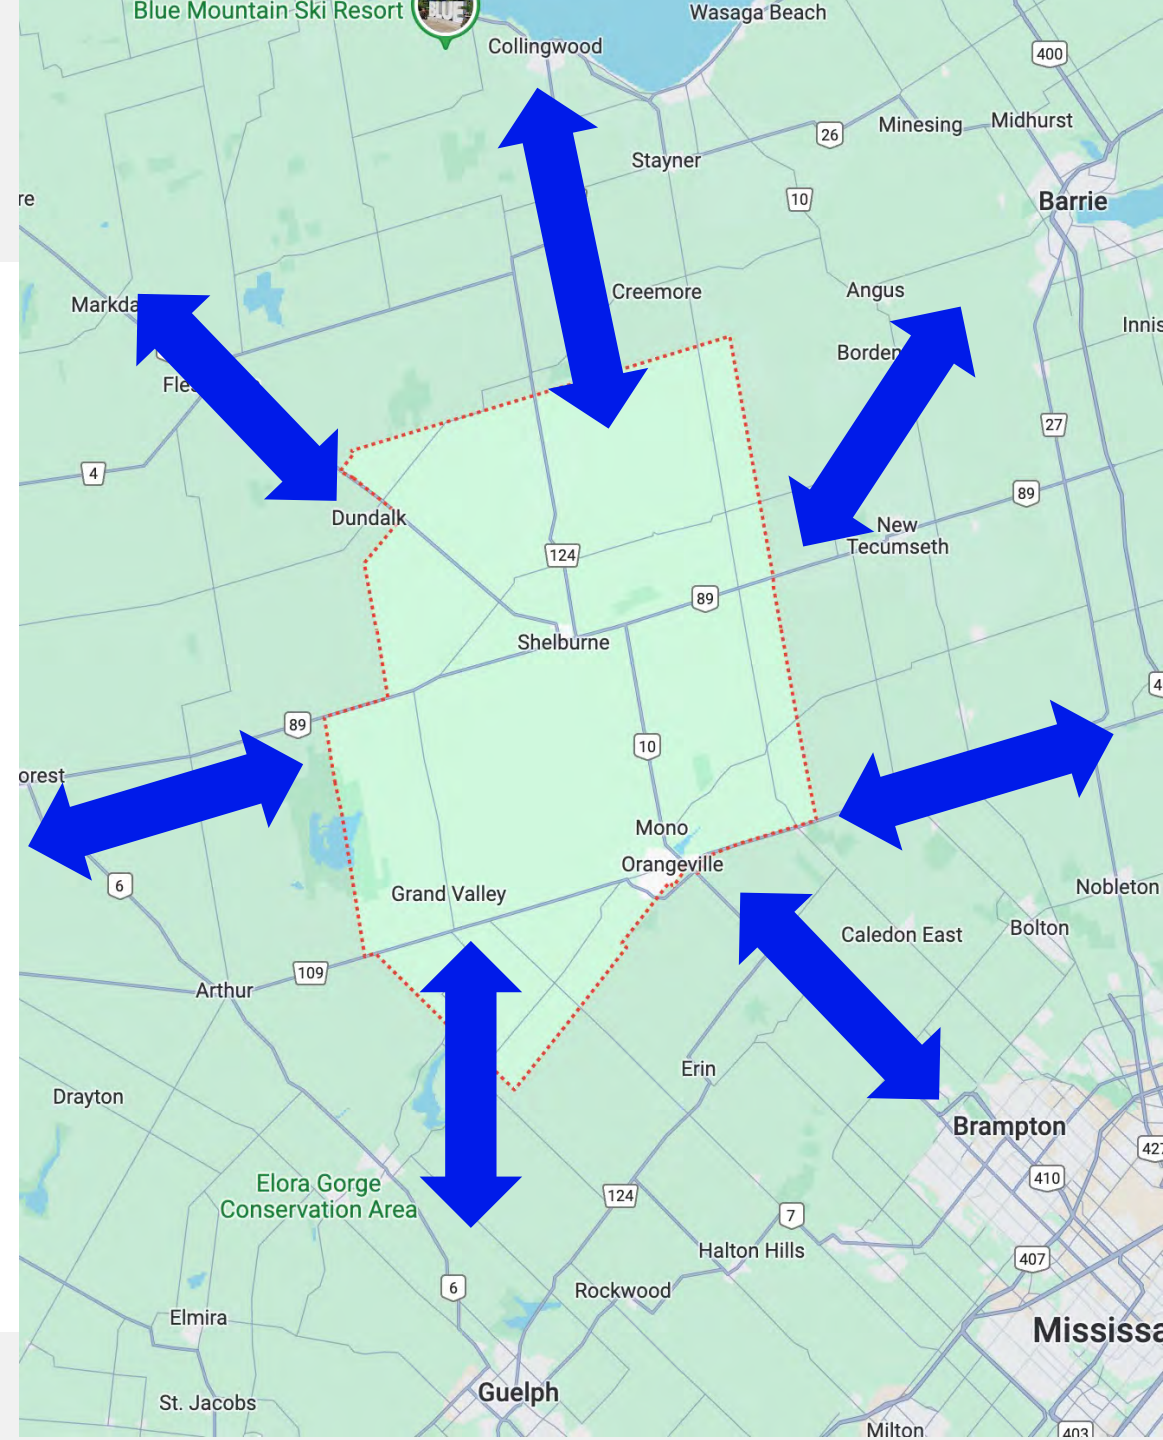 Blue Mountain Ski Resort
BLUE
Wasaga Beach
Collingwood
400
26
Minesing
Midhurst
Stayner
re
10
Barrie
Creemore
Angus
Markda
Innis
Borden
Fle
27
4
89
Dundalk
New
Tecumseth
124
89
Shelburne
4
89
10
orest
Mono
Orangeville
6
Nobleton
Grand Valley
Bolton
Caledon East
109
Arthur
Erin
Drayton
Brampton
427
410
Elora Gorge
Conservation Area
124
7
Halton Hills
407
6
Rockwood
Elmira
Mississa
Guelph
St. Jacobs
Milton
403